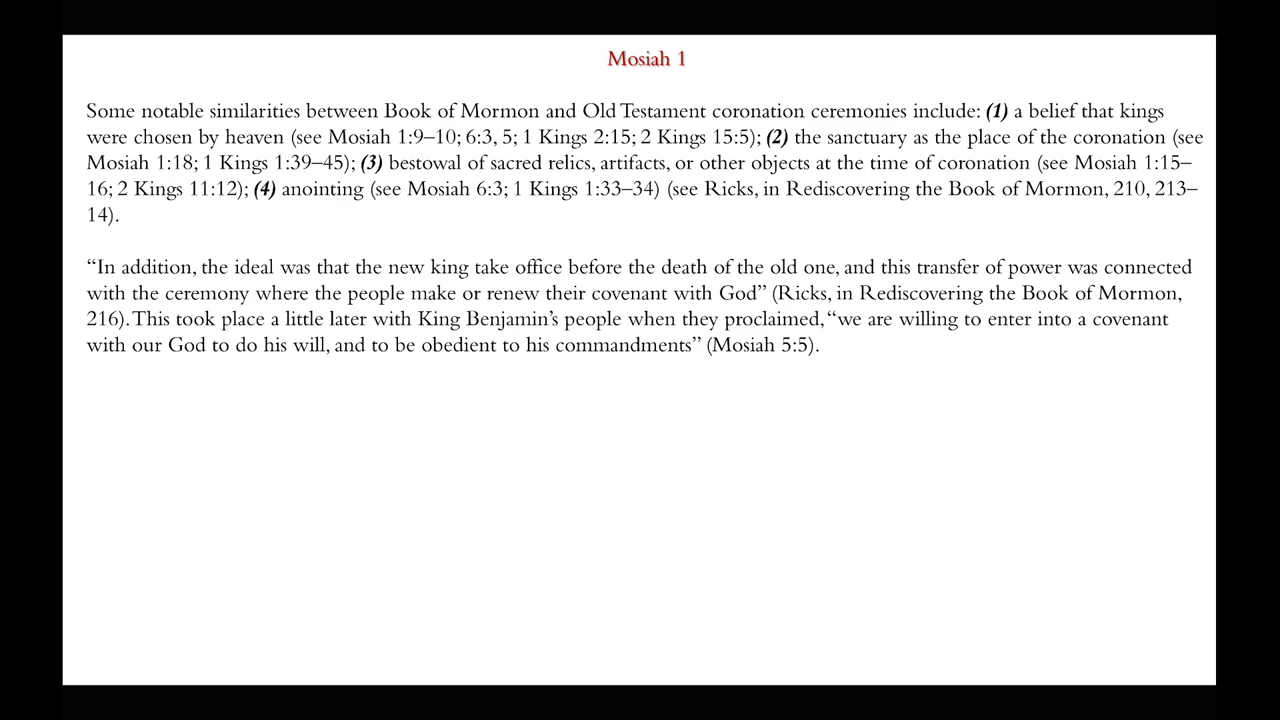 Mosiah 1
Some notable similarities between Book of Mormon and Old Testament coronation ceremonies include: (1) a belief that kings
were chosen by heaven (see Mosiah 1:9–10; 6:3, 5; 1 Kings 2:15; 2 Kings 15:5); (2) the sanctuary as the place of the coronation (see
Mosiah 1:18; 1 Kings 1:39–45); (3) bestowal of sacred relics, artifacts, or other objects at the time of coronation (see Mosiah 1:15–
16; 2 Kings 11:12); (4) anointing (see Mosiah 6:3; 1 Kings 1:33–34) (see Ricks, in Rediscovering the Book of Mormon, 210, 213–
14).
“In addition, the ideal was that the new king take office before the death of the old one, and this transfer of power was connected
with the ceremony where the people make or renew their covenant with God” (Ricks, in Rediscovering the Book of Mormon,
216). This took place a little later with King Benjamin’s people when they proclaimed, “we are willing to enter into a covenant
with our God to do his will, and to be obedient to his commandments” (Mosiah 5:5).